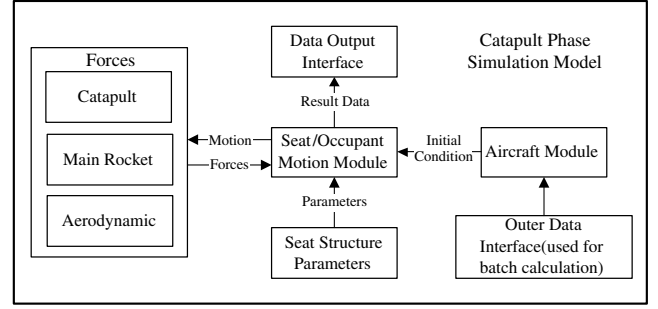 Forces
Catapult
Main Rocket
Aerodynamic
Motion
Forces
Data Output
Interface
Result Data
Seat/Occupant
Motion Module
Parameters
Seat Structure
Parameters
Catapult Phase
Simulation Model
Initial
Condition
Aircraft Module
Outer Data
Interface(used for
batch calculation)